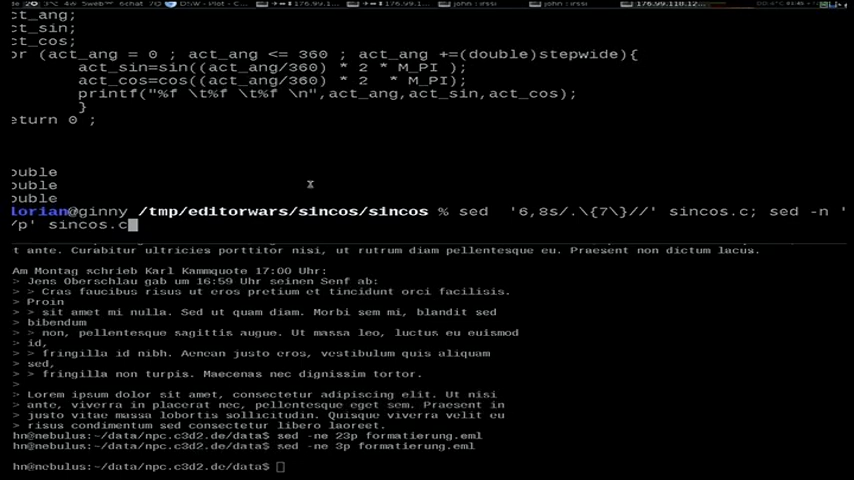 5web
6chat
john : irssi
john : irssi
ct_ang;
ct_sin;
ct_cos;
or (act_ang = 0 ; act_ang <= 360 ; act_ang +=(double)stepwide){
act_sin=sin((act_ang/360) * 2 * M_PI );
act_cos=cos((act_ang/360) * 2  * M_PI);
printf("%f \t%f \t%f \n",act_ang,act_sin,act_cos);
}
eturn 0 ;
ouble
ouble
ouble
lorian@ginny /tmp/editorwars/sincos/sincos % sed  '6,8s/.\{7\}//' sincos.c; sed -n '
/p' sincos.c
t ante. Curabitur ultricies porttitor nisi, ut rutrum diam pellentesque eu. Praesent non dictum lacus.
Am Montag schrieb Karl Kammquote 17:00 Uhr:
> Jens Oberschlau gab um 16:59 Uhr seinen Senf ab:
> > Cras faucibus risus ut eros pretium et tincidunt orci facilisis.
> Proin
> > sit amet mi nulla. Sed ut quam diam. Morbi sem mi, blandit sed
> bibendum
> > non, pellentesque sagittis augue. Ut massa leo, luctus eu euismod
> id,
> > fringilla id nibh. Aenean justo eros, vestibulum quis aliquam
> sed,
> > fringilla non turpis. Maecenas nec dignissim tortor.
>
> Lorem ipsum dolor sit amet, consectetur adipiscing elit. Ut nisi
> ante, viverra in placerat nec, pellentesque eget sem. Praesent in
> justo vitae massa lobortis sollicitudin. Quisque viverra velit eu
> risus condimentum sed consectetur libero laoreet.
hn@nebulus:~/data/npc.c3d2.de/data$ sed -ne 23p formatierung.eml
hn@nebulus:~/data/npc.c3d2.de/data$ sed -ne 3p formatierung.eml
hn@nebulus:~/data/npc.c3d2.de/data$